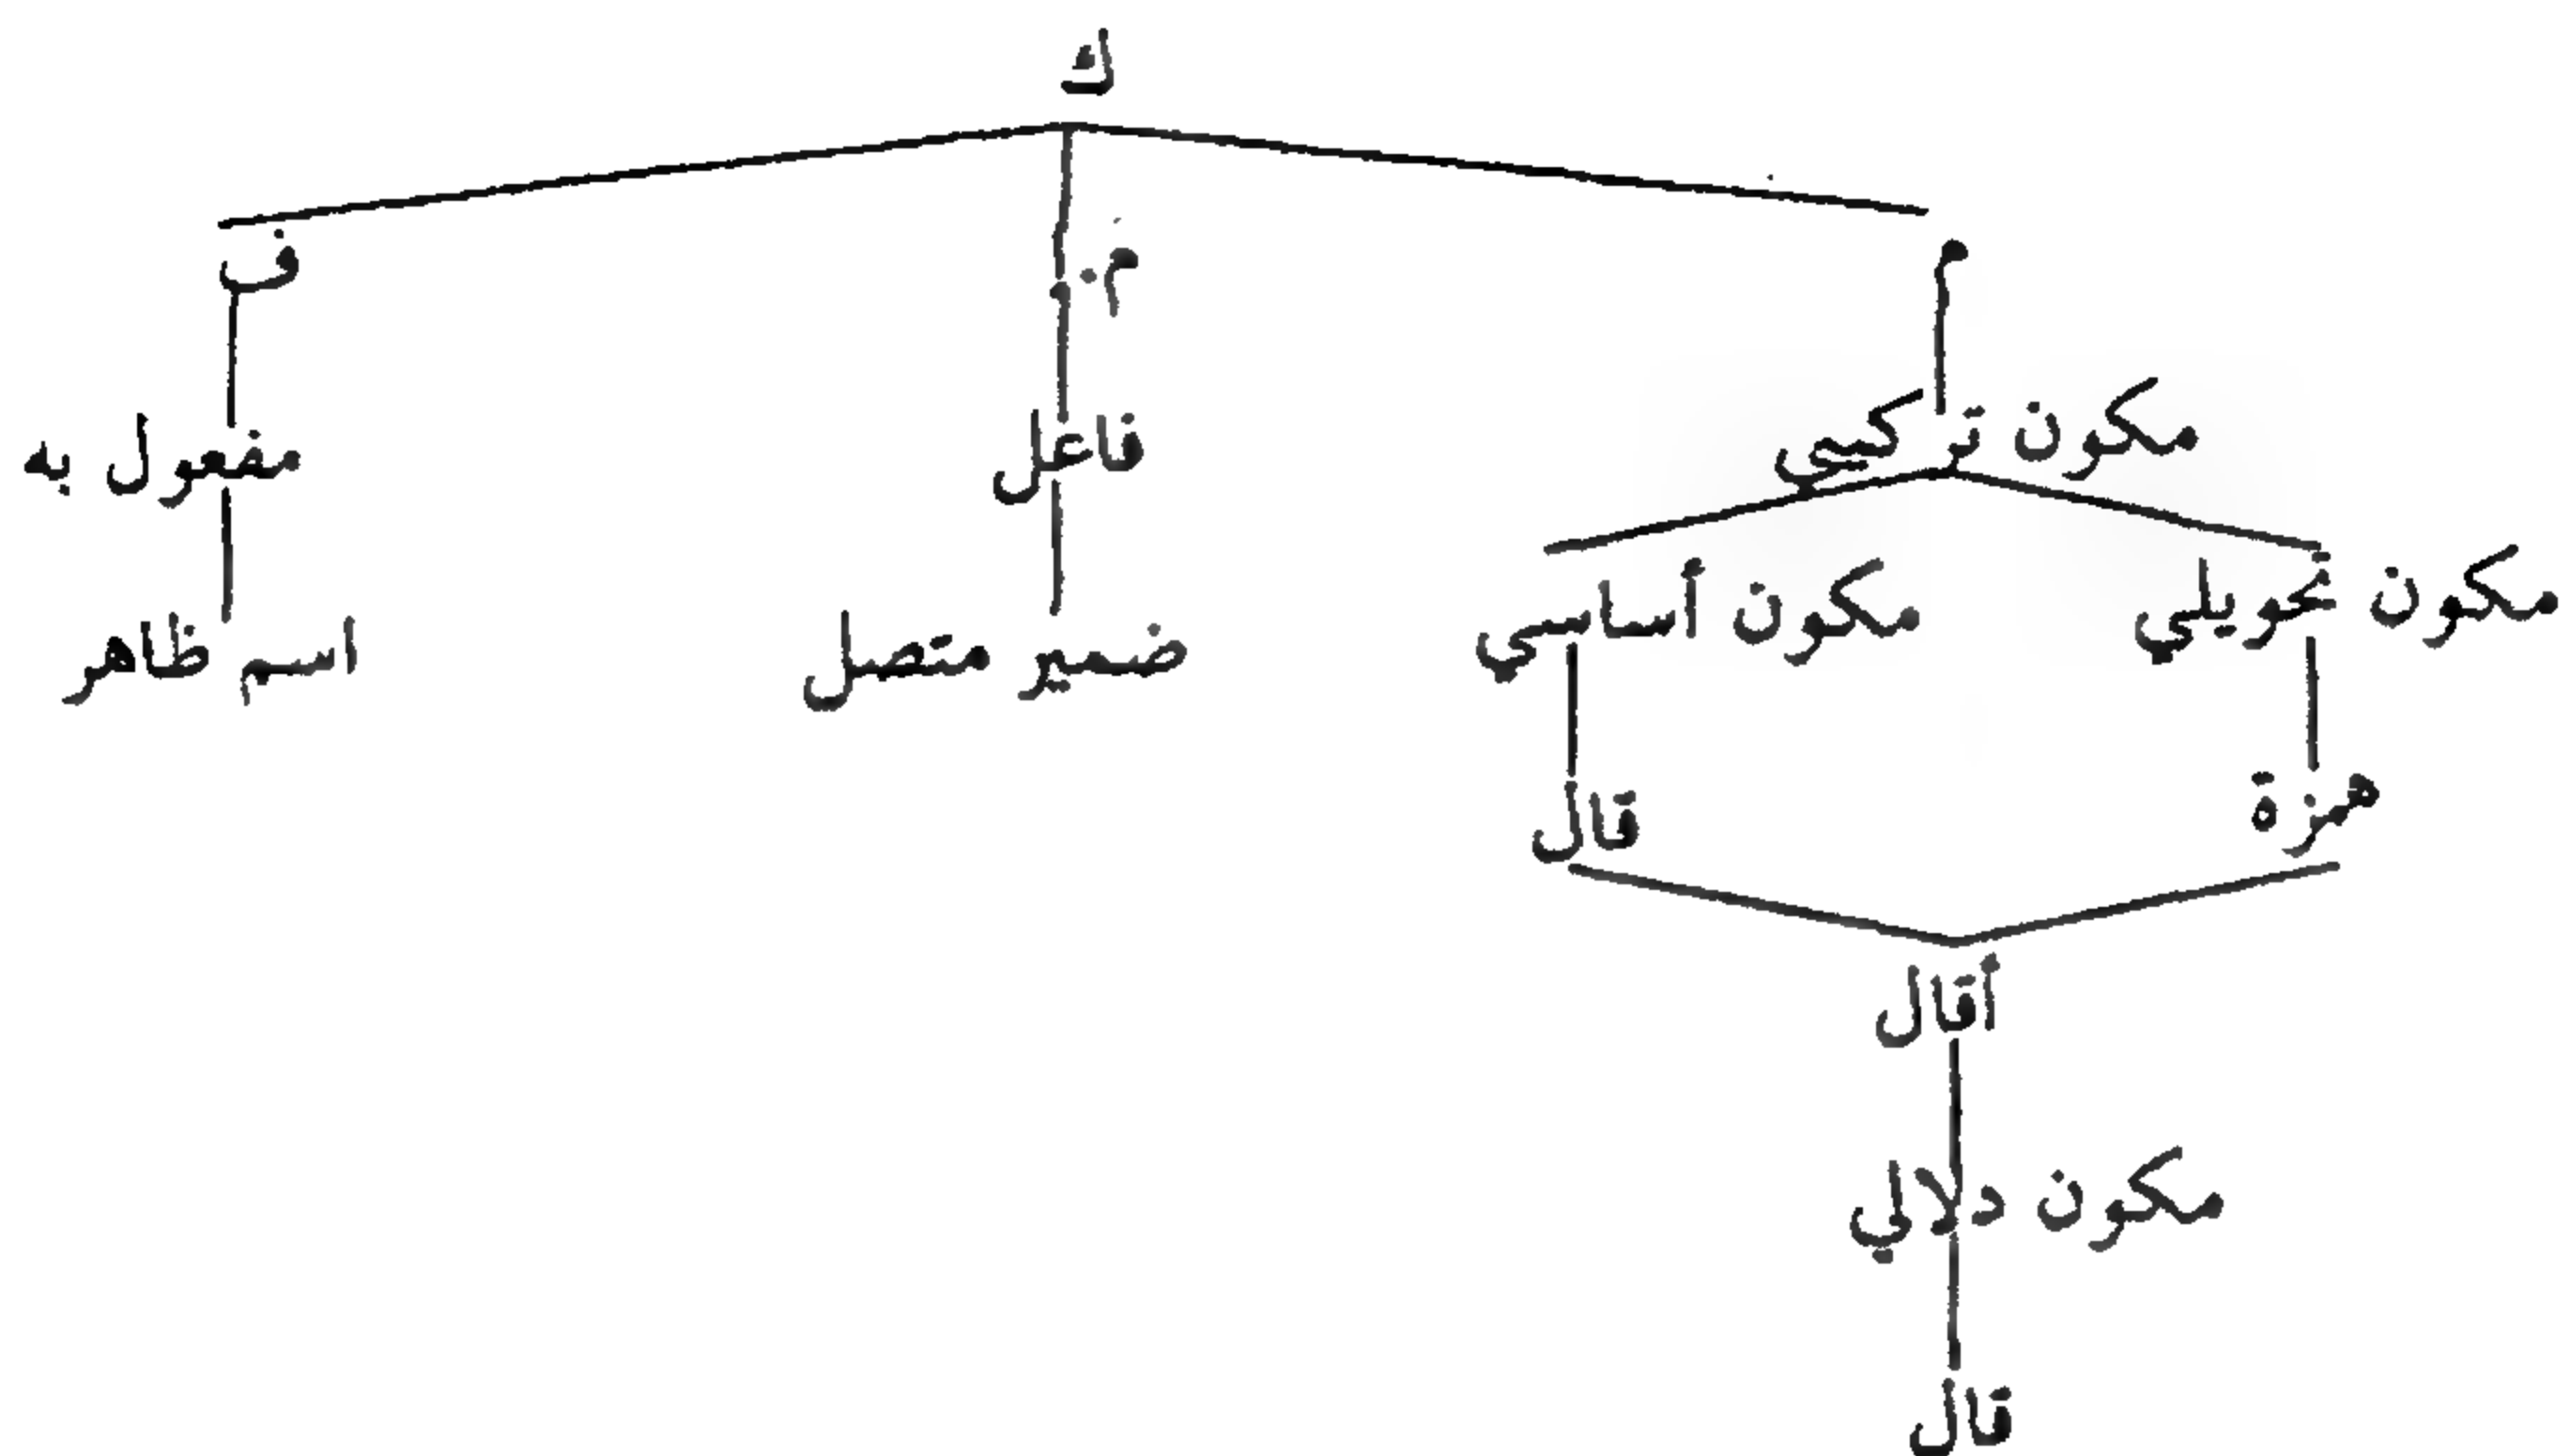 ك
م م. ف
مكون تركيبي فاعل مفعول به
مكون تحويلي مكون أساسي ضمير متصل اسم ظاهر
همزة قال
أقال
مكون دلالي
قال